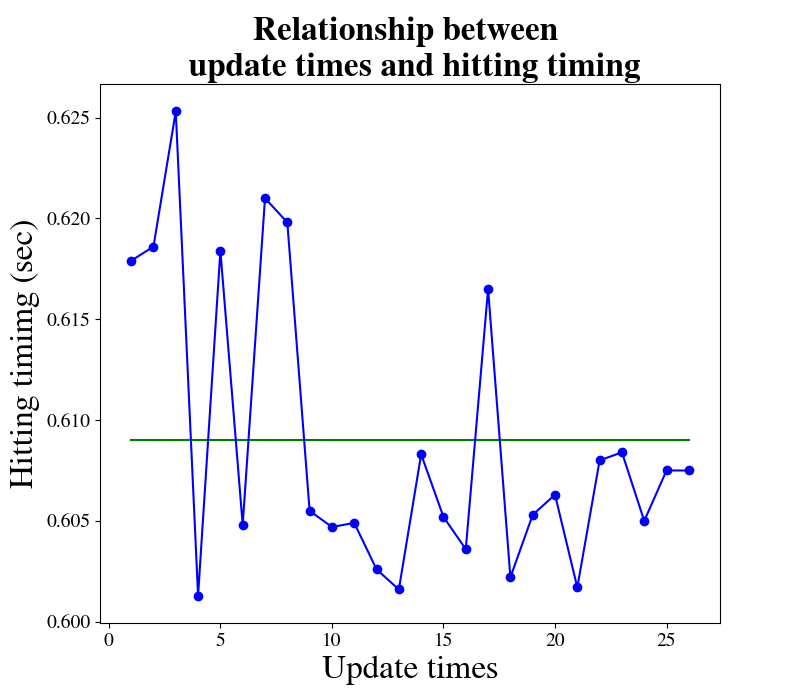 Relationship between
update times and hitting timing
Hitting timimg (sec)
0.625
0.620
0.615
0.610
0.605
0.600
0 5 10 15 20 25
Update times